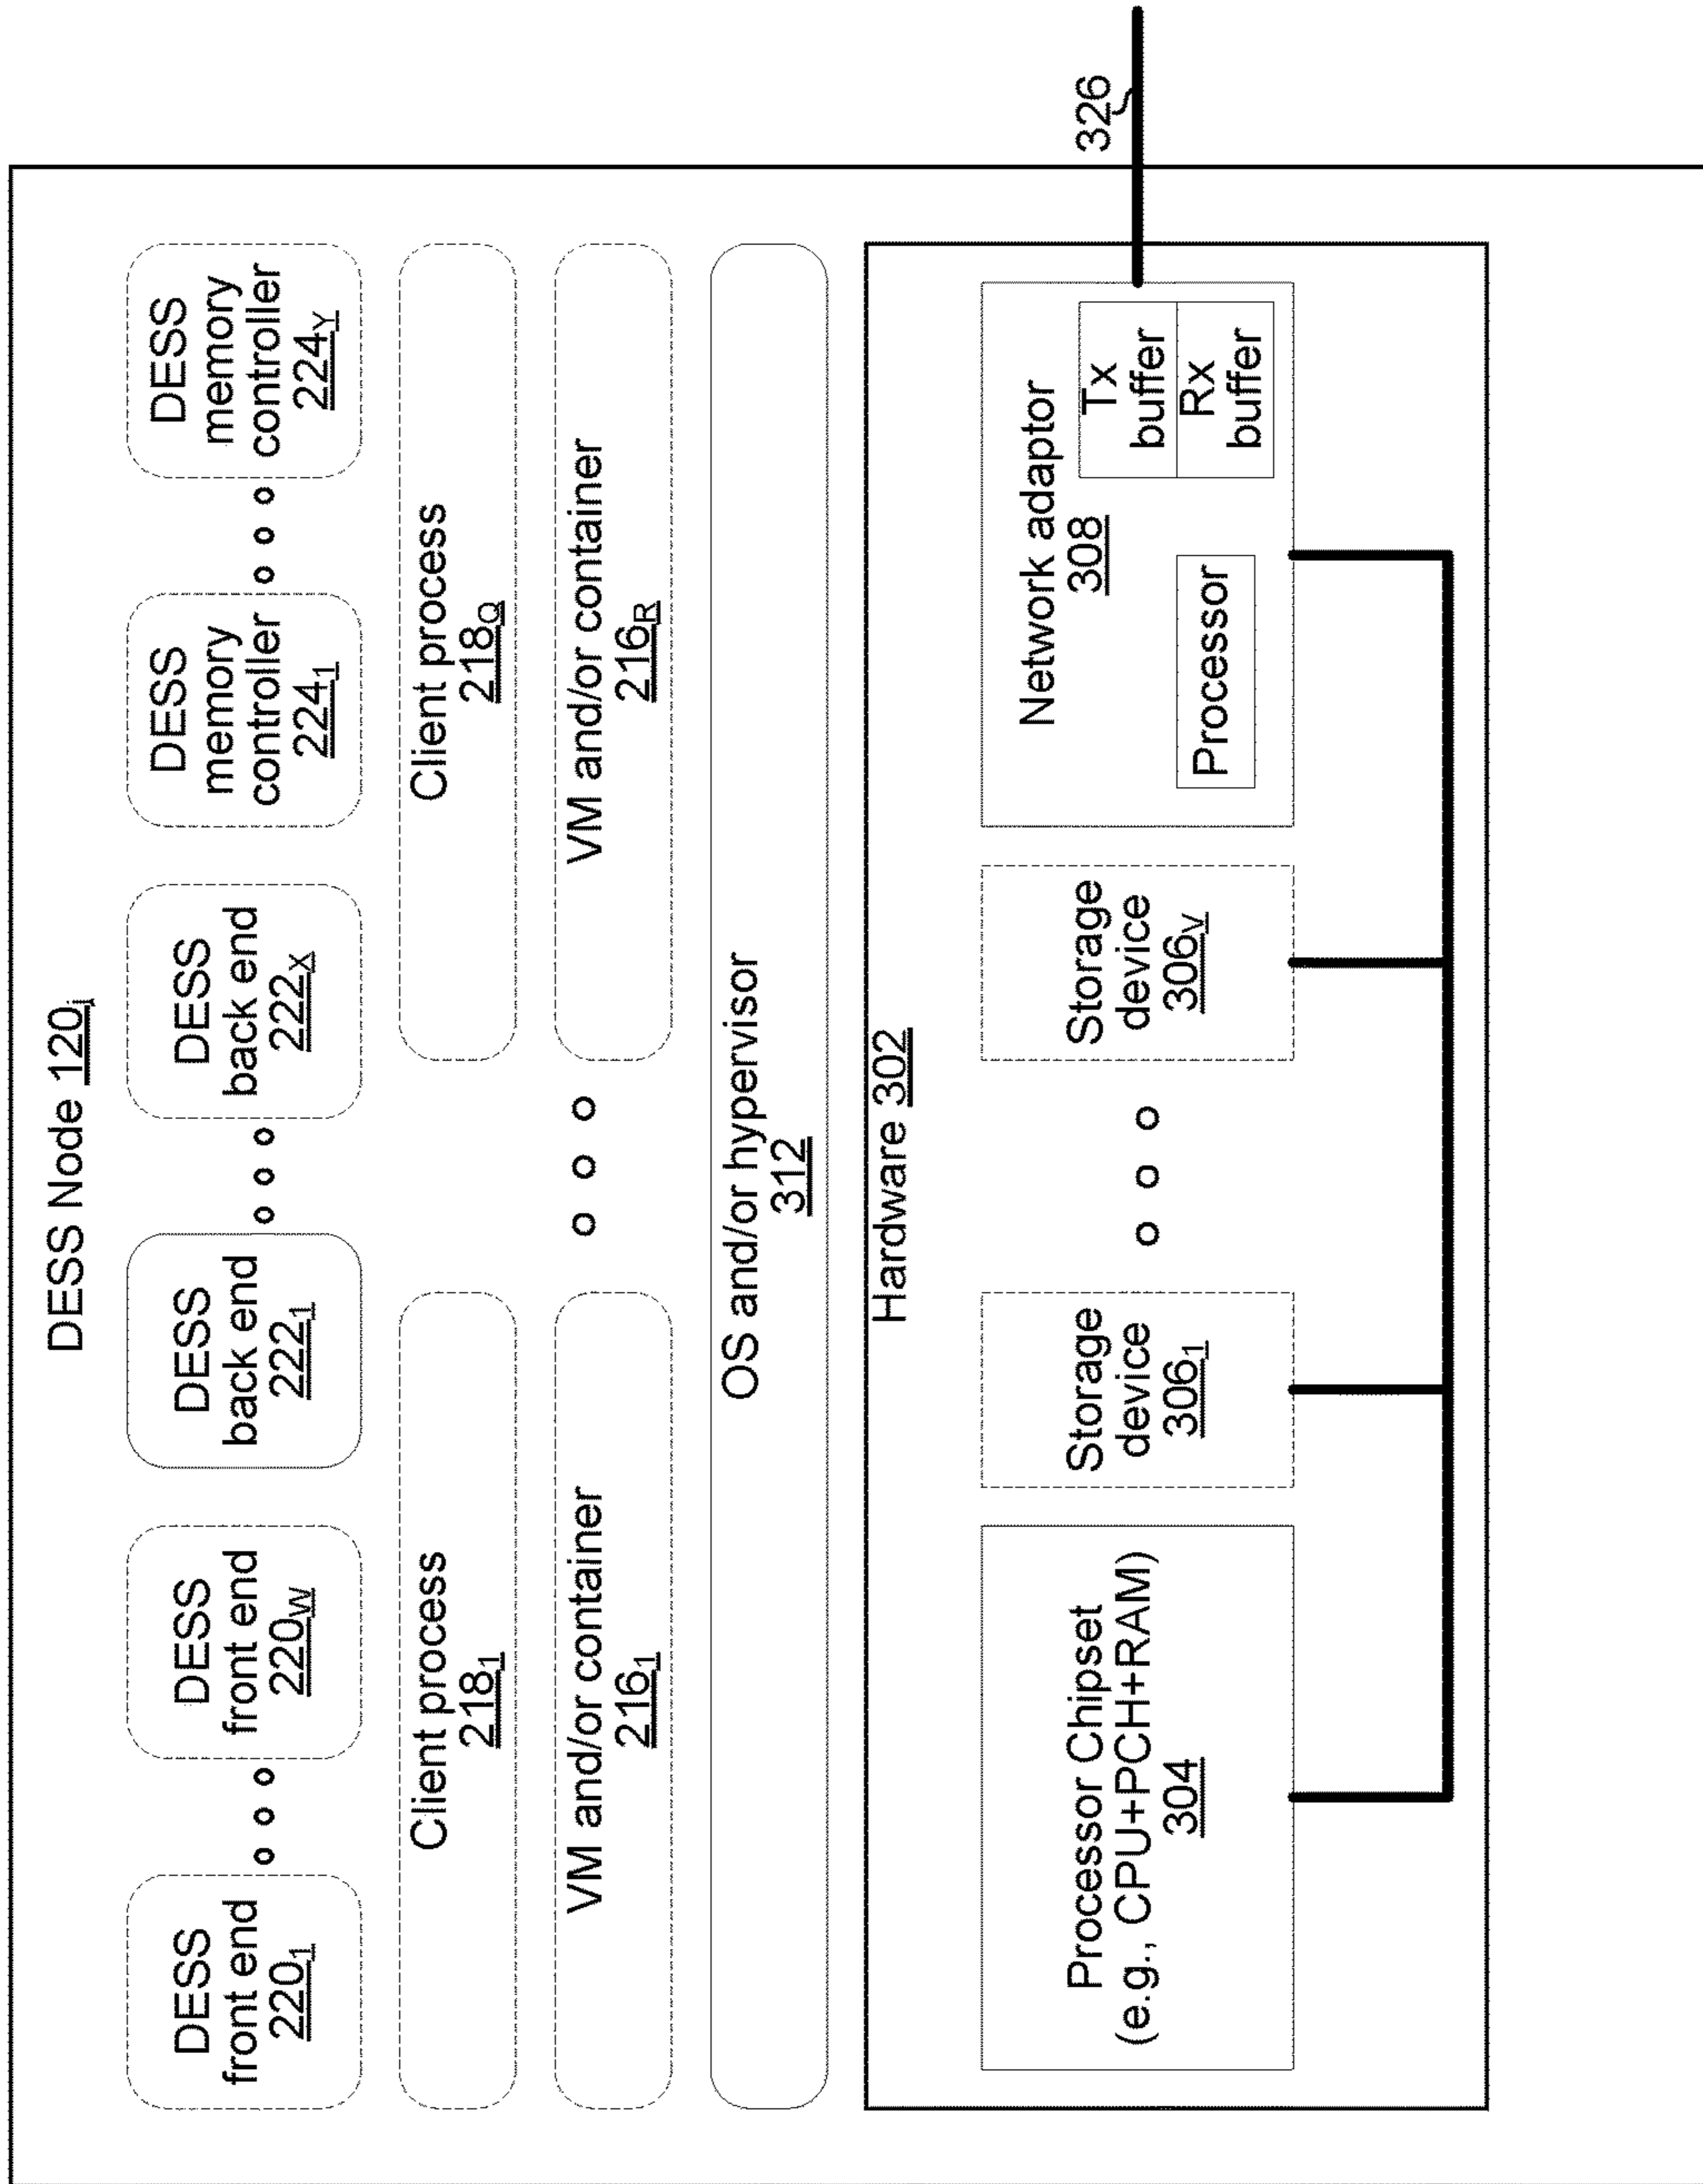 DESS Node 120j
DESS
front end
220₁
DESS
front end
220W
DESS
back end
222₁
DESS
back end
222X
DESS
memory
controller
224₁
DESS
memory
controller
224Y
Client process
218₁
Client process
218Q
VM and/or container
216₁
VM and/or container
216R
OS and/or hypervisor
312
Hardware 302
Processor Chipset
(e.g., CPU+PCH+RAM)
304
Storage
device
306₁
Storage
device
306V
Network adaptor
308
Processor
Tx
buffer
Rx
buffer
326